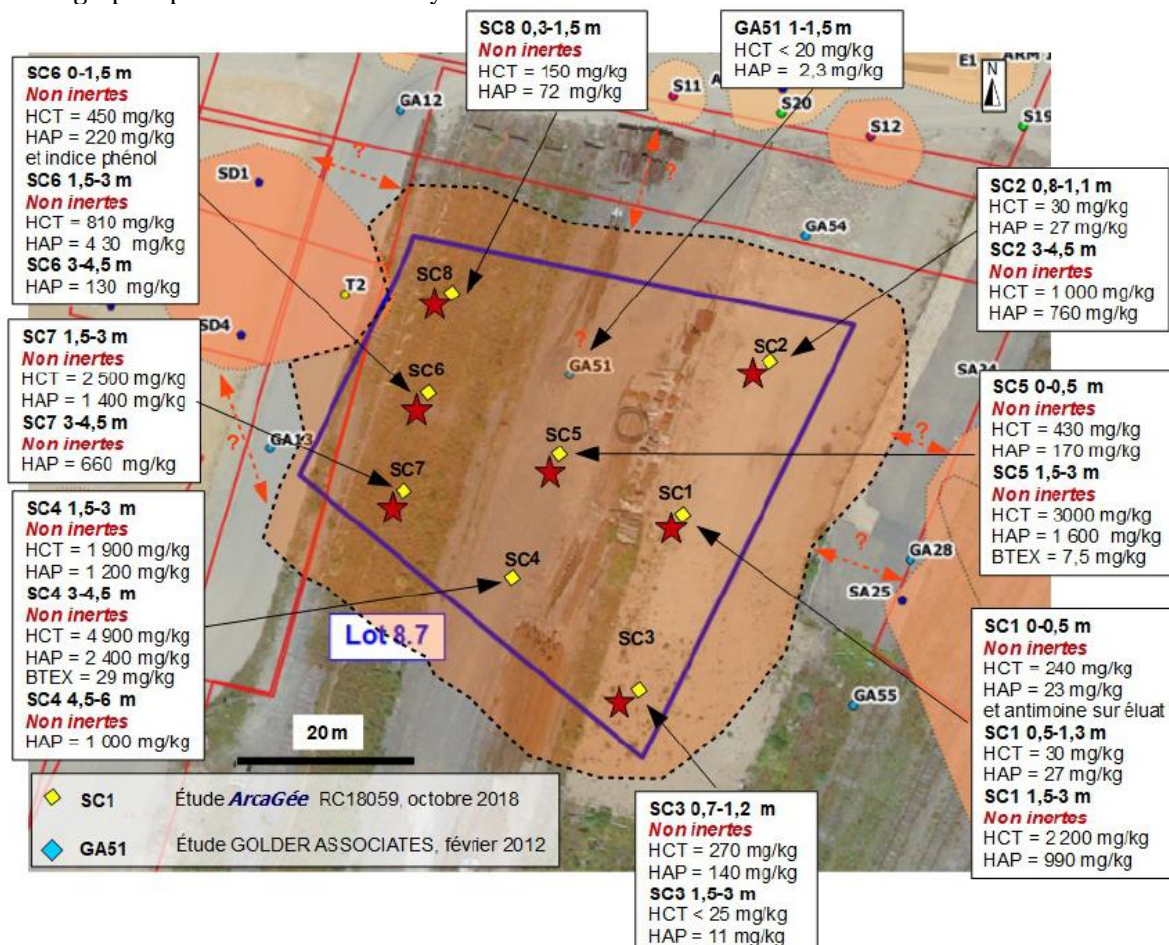 SC8 0,3-1,5 m
Non inertes
HCT = 150 mg/kg
HAP = 72 mg/kg
GA51 1-1,5 m
HCT < 20 mg/kg
HAP = 2,3 mg/kg
SC6 0-1,5 m
Non inertes
HCT = 450 mg/kg
HAP = 220 mg/kg
et indice phénol
SC6 1,5-3 m
Non inertes
HCT = 810 mg/kg
HAP = 430 mg/kg
SC6 3-4,5 m
HAP = 130 mg/kg
SC7 1,5-3 m
Non inertes
HCT = 2 500 mg/kg
HAP = 1 400 mg/kg
SC7 3-4,5 m
Non inertes
HAP = 660 mg/kg
SC4 1,5-3 m
Non inertes
HCT = 1 900 mg/kg
HAP = 1 200 mg/kg
SC4 3-4,5 m
Non inertes
HCT = 4 900 mg/kg
HAP = 2 400 mg/kg
BTEX = 29 mg/kg
SC4 4,5-6 m
Non inertes
HAP = 1 000 mg/kg
SC2 0,8-1,1 m
HCT = 30 mg/kg
HAP = 27 mg/kg
SC2 3-4,5 m
Non inertes
HCT = 1 000 mg/kg
HAP = 760 mg/kg
SC5 0-0,5 m
Non inertes
HCT = 430 mg/kg
HAP = 170 mg/kg
SC5 1,5-3 m
Non inertes
HCT = 3000 mg/kg
HAP = 1 600 mg/kg
BTEX = 7,5 mg/kg
SC1 0-0,5 m
Non inertes
HCT = 240 mg/kg
HAP = 23 mg/kg
et antimoine sur éluat
SC1 0,5-1,3 m
HCT = 30 mg/kg
HAP = 27 mg/kg
SC1 1,5-3 m
Non inertes
HCT = 2 200 mg/kg
HAP = 990 mg/kg
SC3 0,7-1,2 m
Non inertes
HCT = 270 mg/kg
HAP = 140 mg/kg
SC3 1,5-3 m
HCT < 25 mg/kg
HAP = 11 mg/kg
E1
N
S11
S20
S12
S19
GA12
SD1
T2
SD4
GA54
GA13
SC8
SC6
SC7
GA51
SC5
SC2
SC1
SC4
SC3
GA28
SA25
GA55
?
?
?
?
?
?
Lot 8.7
20 m
SC1 Étude ArcaGée RC18059, octobre 2018
GA51 Étude GOLDER ASSOCIATES, février 2012